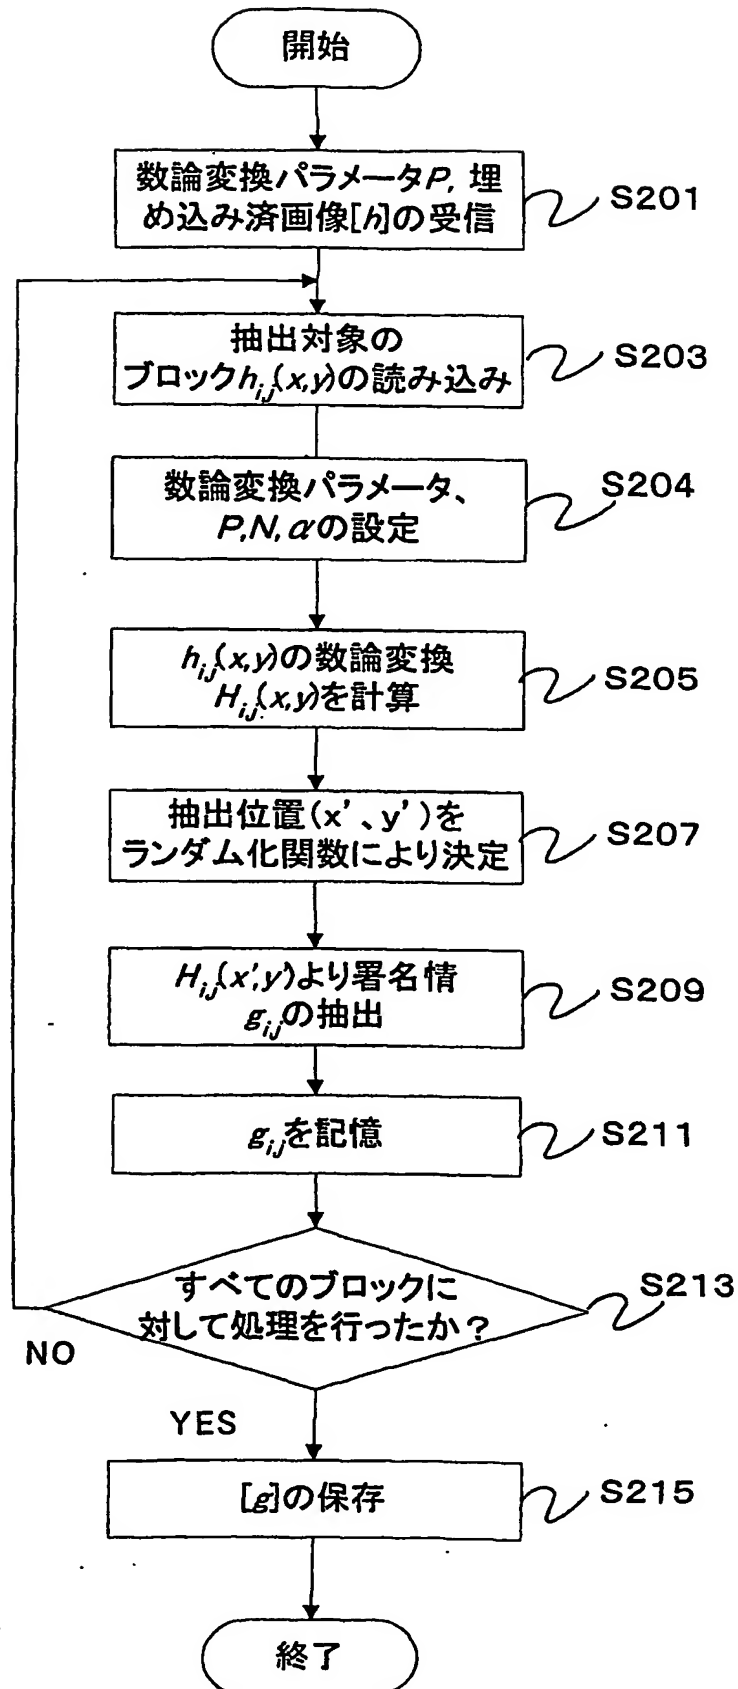 開始
数論変換パラメータP, 埋
め込み済画像[h]の受信
S201
抽出対象の
ブロックhi,j(x,y)の読み込み
S203
数論変換パラメータ、
P,N,αの設定
S204
hi,j(x,y)の数論変換
Hi,j(x,y)を計算
S205
抽出位置(x'、y')を
ランダム化関数により決定
S207
Hi,j(x',y')より署名情
gi,jの抽出
S209
gi,jを記憶
S211
すべてのブロックに
対して処理を行ったか?
S213
NO
YES
[g]の保存
S215
終了